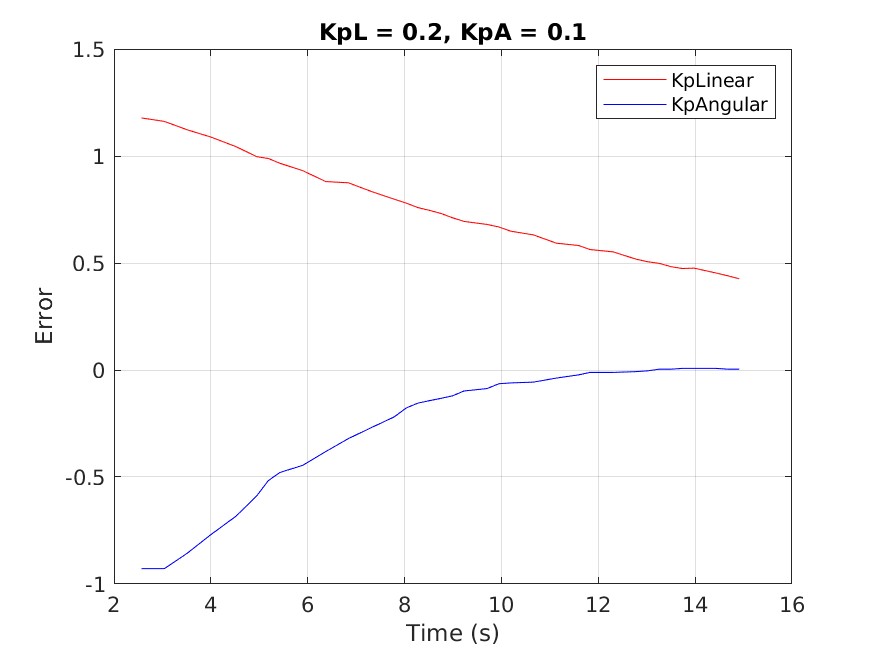 KpL = 0.2, KpA = 0.1
KpLinear
KpAngular
1.5
1
0.5
0
-0.5
-1
2 4 6 8 10 12 14 16
Error
Time (s)